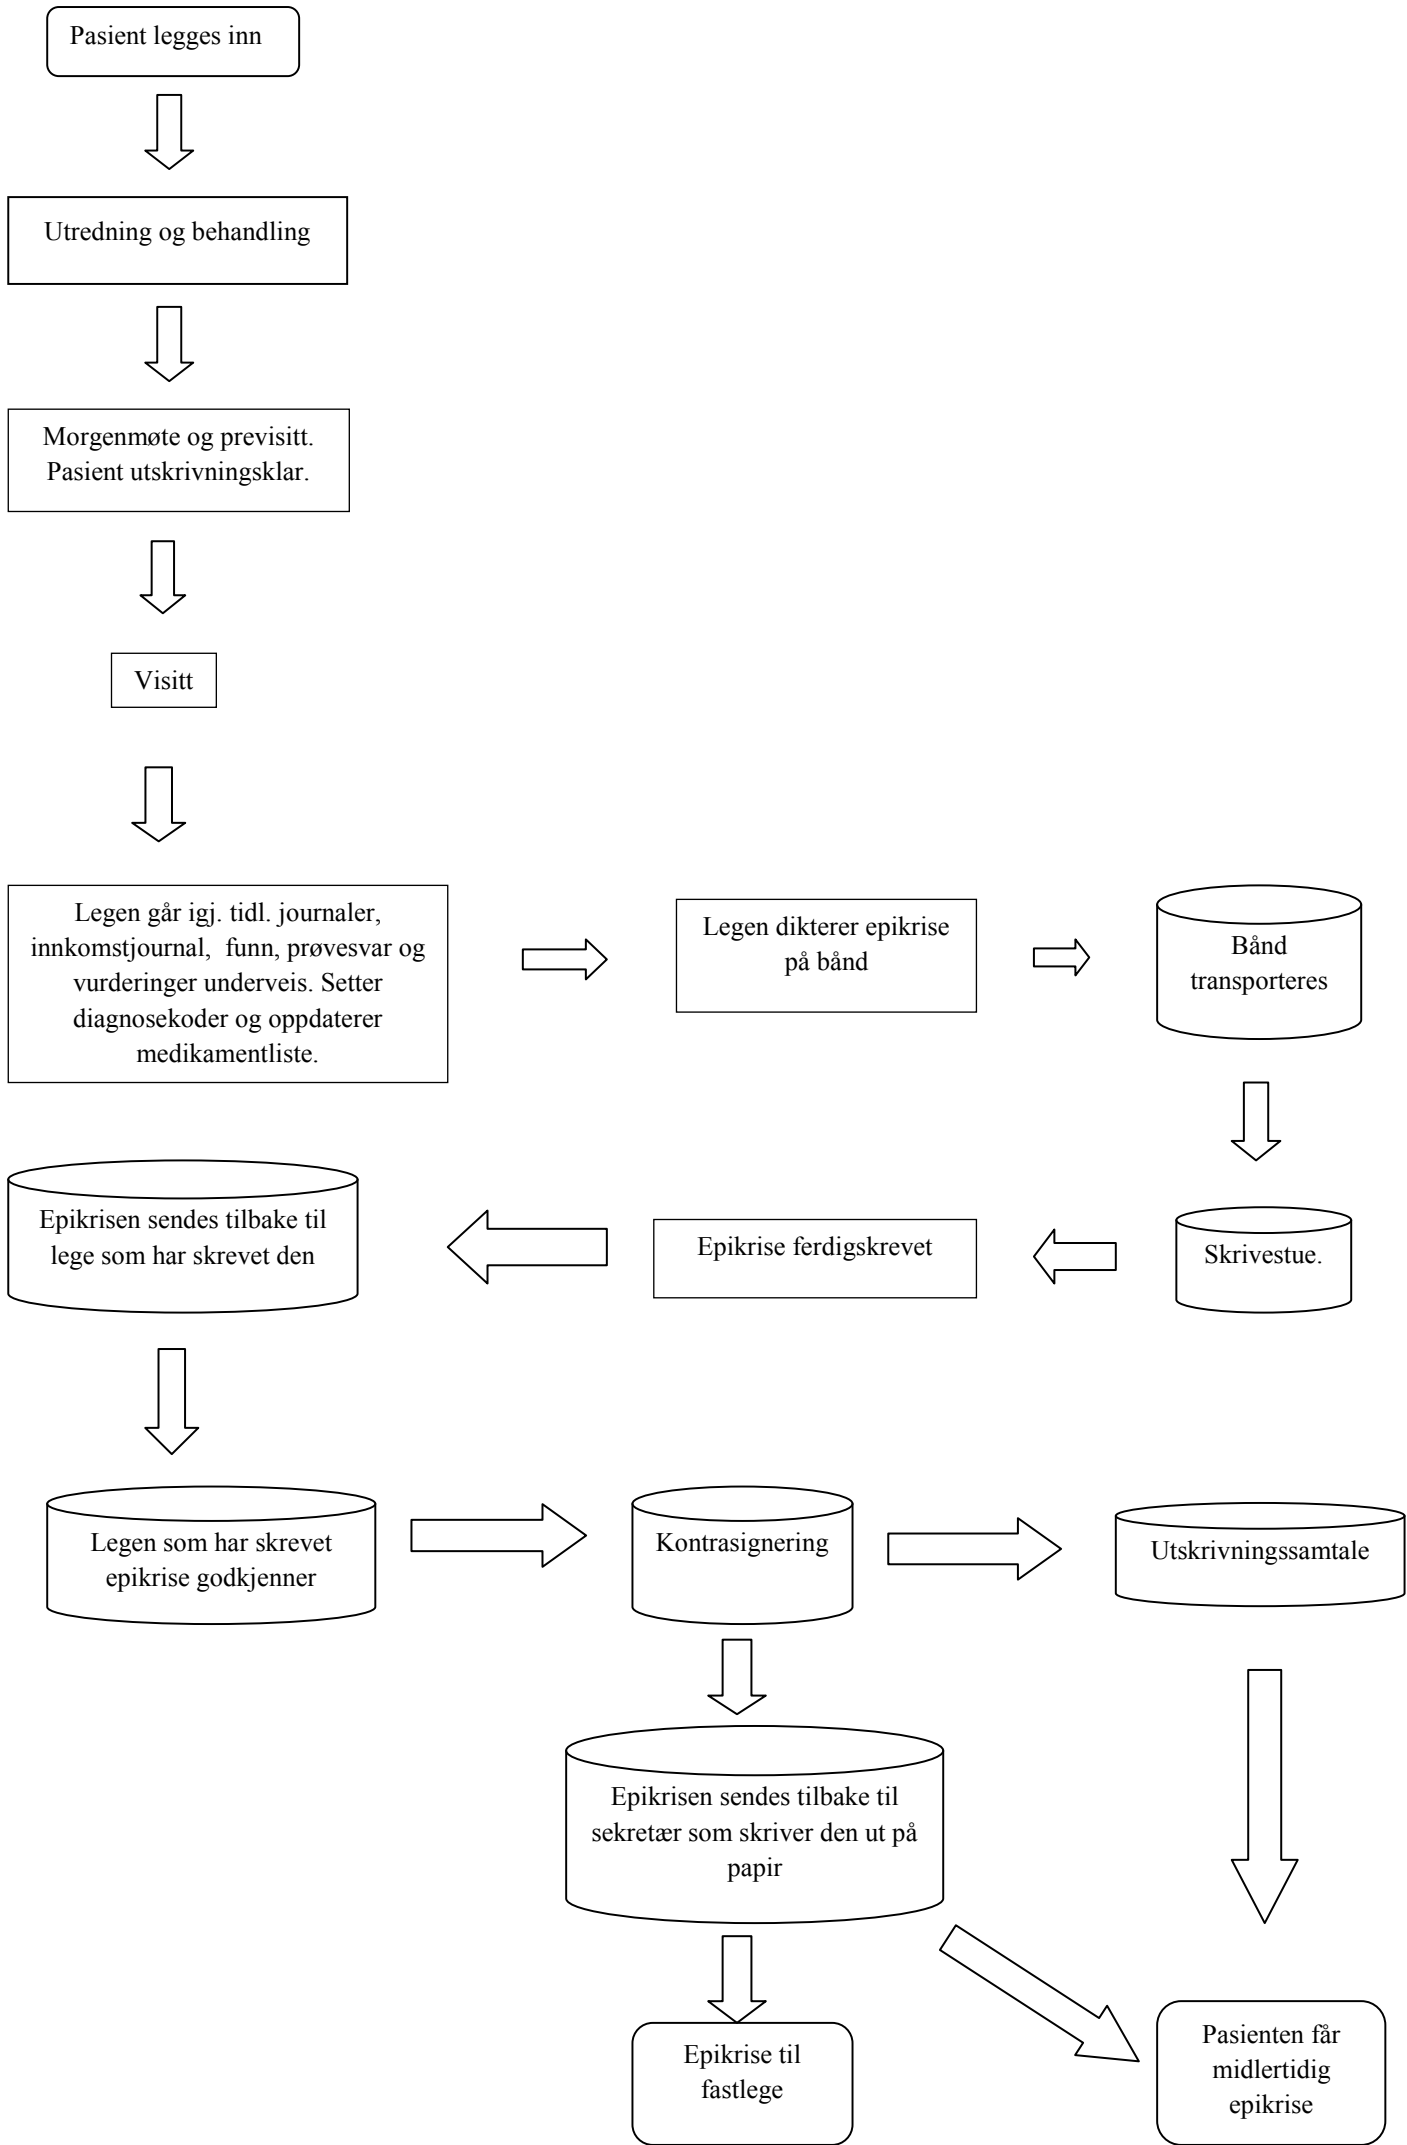 Pasient legges inn
Utredning og behandling
Morgenmøte og previsitt.
Pasient utskrivningsklar.
Visitt
Legen går igj. tidl. journaler,
innkomstjournal, funn, prøvesvar og
vurderinger underveis. Setter
diagnosekoder og oppdaterer
medikamentliste.
Legen dikterer epikrise
på bånd
Bånd
transporteres
Skrivestue.
Epikrise ferdigskrevet
Epikrisen sendes tilbake til
lege som har skrevet den
Legen som har skrevet
epikrise godkjenner
Kontrasignering
Utskrivningssamtale
Epikrisen sendes tilbake til
sekretær som skriver den ut på
papir
Epikrise til
fastlege
Pasienten får
midlertidig
epikrise